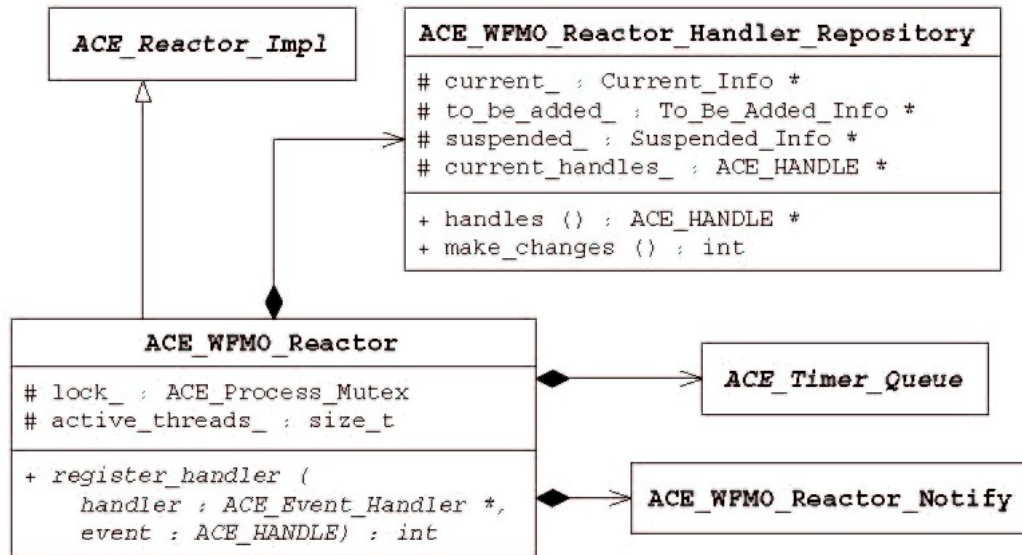 ACE_Reactor_Impl
ACE_WFMO_Reactor_Handler_Repository
# current_ : Current_Info *
# to_be_added_ : To_Be_Added_Info *
# suspended_ : Suspended_Info *
# current_handles_ : ACE_HANDLE *
+ handles () : ACE_HANDLE *
+ make_changes () : int
ACE_WFMO_Reactor
# lock_ : ACE_Process_Mutex
# active_threads_ : size_t
+ register_handler (
handler : ACE_Event_Handler *,
event : ACE_HANDLE) : int
ACE_Timer_Queue
ACE_WFMO_Reactor_Notify